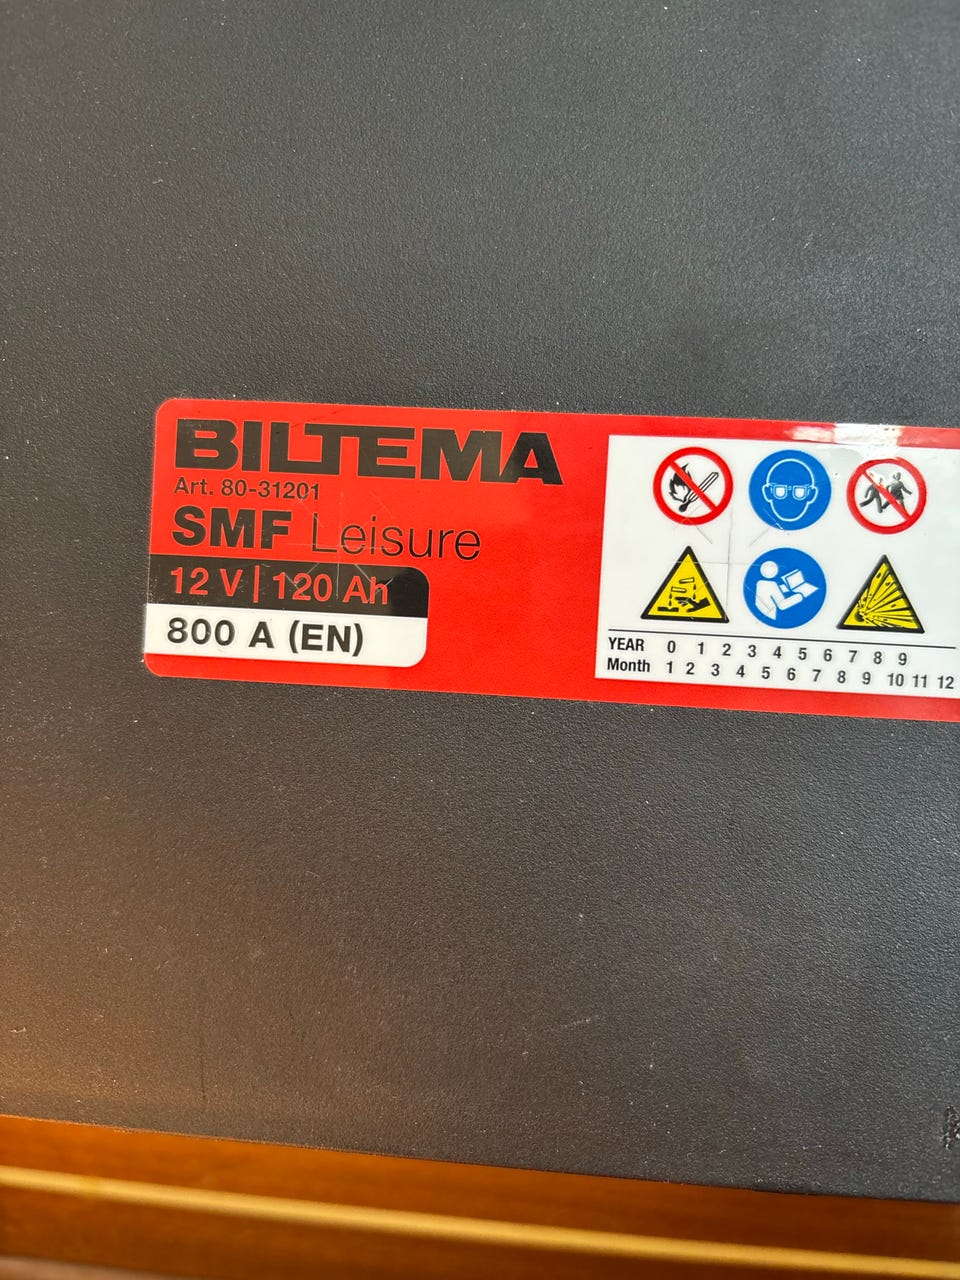 BILTEMA
Art. 80-31201
SMF Leisure
12 V | 120 Ah
800 A (EN)
YEAR 0 1 2 3 4 5 6 7 8 9
Month 1 2 3 4 5 6 7 8 9 10 11 12